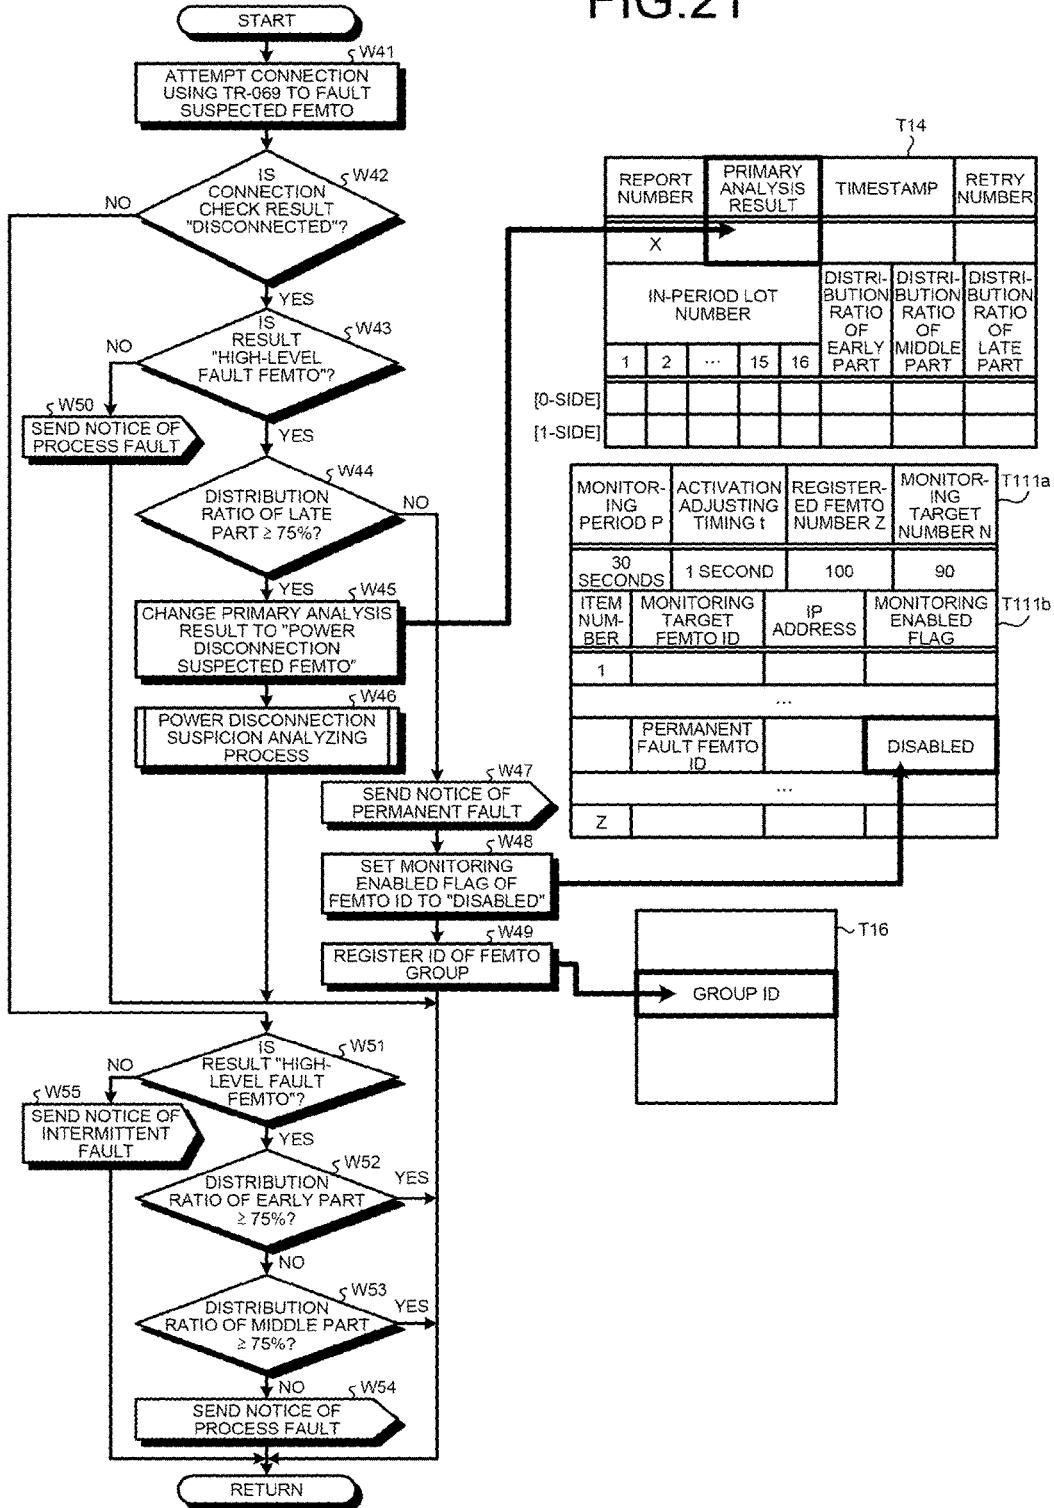 FIG.21
START
W41
ATTEMPT CONNECTION
USING TR-069 TO FAULT
SUSPECTED FEMTO
W42
IS
CONNECTION
CHECK RESULT
"DISCONNECTED"?
NO
YES
W43
IS
RESULT
"HIGH-LEVEL
FAULT FEMTO"?
NO
YES
W50
SEND NOTICE OF
PROCESS FAULT
W44
DISTRIBUTION
RATIO OF LATE
PART ≥ 75%?
NO
YES
W45
CHANGE PRIMARY ANALYSIS
RESULT TO "POWER
DISCONNECTION
SUSPECTED FEMTO"
W46
POWER DISCONNECTION
SUSPICION ANALYZING
PROCESS
W47
SEND NOTICE OF
PERMANENT FAULT
W48
SET MONITORING
ENABLED FLAG OF
FEMTO ID TO "DISABLED"
W49
REGISTER ID OF FEMTO
GROUP
W51
IS
RESULT "HIGH-
LEVEL FAULT
FEMTO"?
NO
YES
W55
SEND NOTICE OF
INTERMITTENT
FAULT
W52
DISTRIBUTION
RATIO OF EARLY PART
≥ 75%?
YES
NO
W53
DISTRIBUTION
RATIO OF MIDDLE PART
≥ 75%?
YES
NO
W54
SEND NOTICE OF
PROCESS FAULT
RETURN
T14
REPORT
NUMBER
PRIMARY
ANALYSIS
RESULT
TIMESTAMP
RETRY
NUMBER
X
IN-PERIOD LOT
NUMBER
DISTRI-
BUTION
RATIO
OF
EARLY
PART
DISTRI-
BUTION
RATIO
OF
MIDDLE
PART
DISTRI-
BUTION
RATIO
OF
LATE
PART
1 2 ... 15 16
[0-SIDE]
[1-SIDE]
T111a
MONITOR-
ING
PERIOD P
ACTIVATION
ADJUSTING
TIMING t
REGISTER-
ED FEMTO
NUMBER Z
MONITOR-
ING
TARGET
NUMBER N
30
SECONDS
1 SECOND
100
90
T111b
ITEM
NUM-
BER
MONITORING
TARGET
FEMTO ID
IP
ADDRESS
MONITORING
ENABLED
FLAG
1
...
PERMANENT
FAULT FEMTO
ID
DISABLED
...
Z
T16
GROUP ID